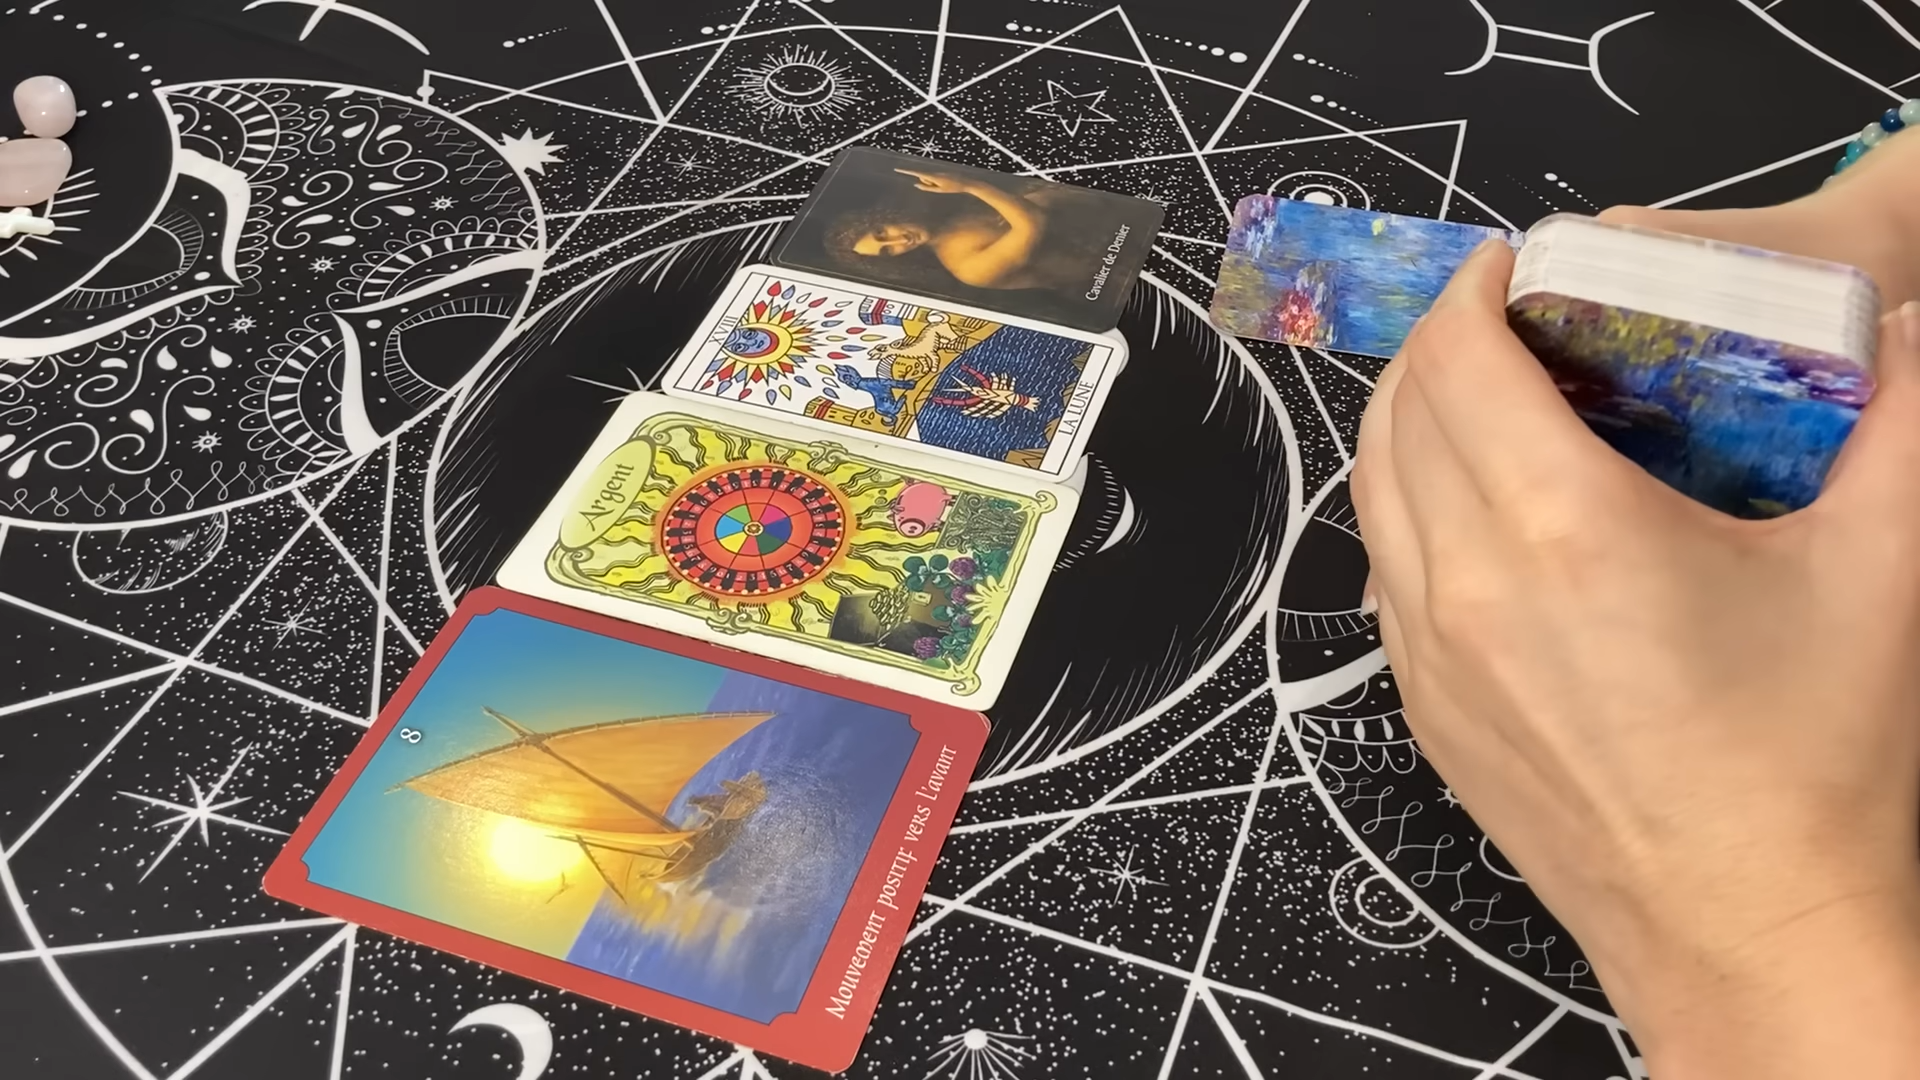 Cavalier de Denier
XVIII
LA LUNE
Argent
8
Mouvement positif vers l'avant